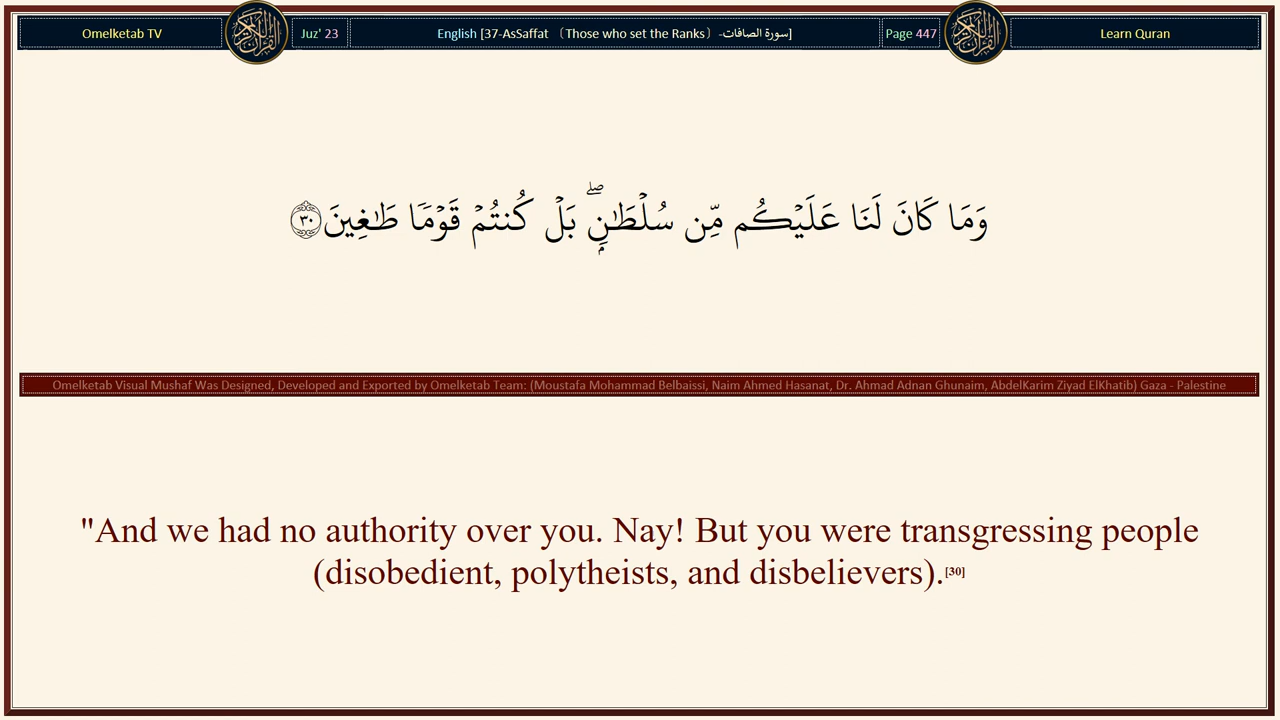 Omelketab TV
Juz' 23
English [37-AsSaffat 〔Those who set the Ranks〕 -سورة الصافات]
Page 447
Learn Quran
وَمَا كَانَ لَنَا عَلَيۡكُم مِّن سُلۡطَٰنِۭۖ بَلۡ كُنتُمۡ قَوۡمٗا طَٰغِينَ ٣٠
Omelketab Visual Mushaf Was Designed, Developed and Exported by Omelketab Team: (Moustafa Mohammad Belbaissi, Naim Ahmed Hasanat, Dr. Ahmad Adnan Ghunaim, AbdelKarim Ziyad ElKhatib) Gaza - Palestine
"And we had no authority over you. Nay! But you were transgressing people
(disobedient, polytheists, and disbelievers).[30]